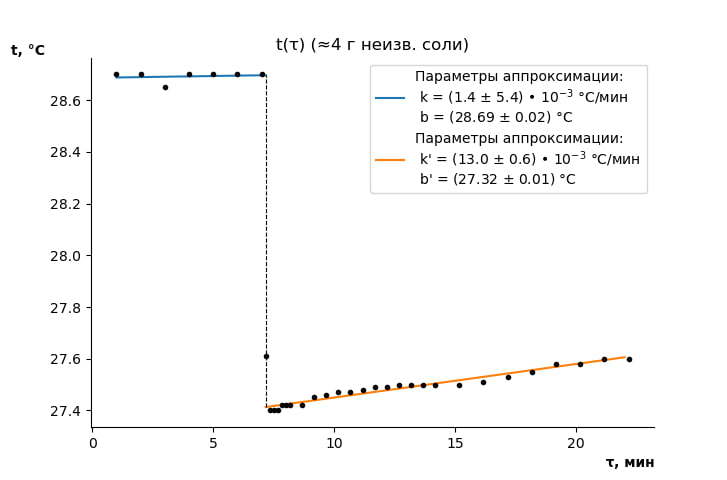 t(τ) (≈4 г неизв. соли)
t, °C
Параметры аппроксимации:
k = (1.4 ± 5.4) • 10⁻³ °C/мин
b = (28.69 ± 0.02) °C
Параметры аппроксимации:
k' = (13.0 ± 0.6) • 10⁻³ °C/мин
b' = (27.32 ± 0.01) °C
28.6
28.4
28.2
28.0
27.8
27.6
27.4
0 5 10 15 20
τ, мин